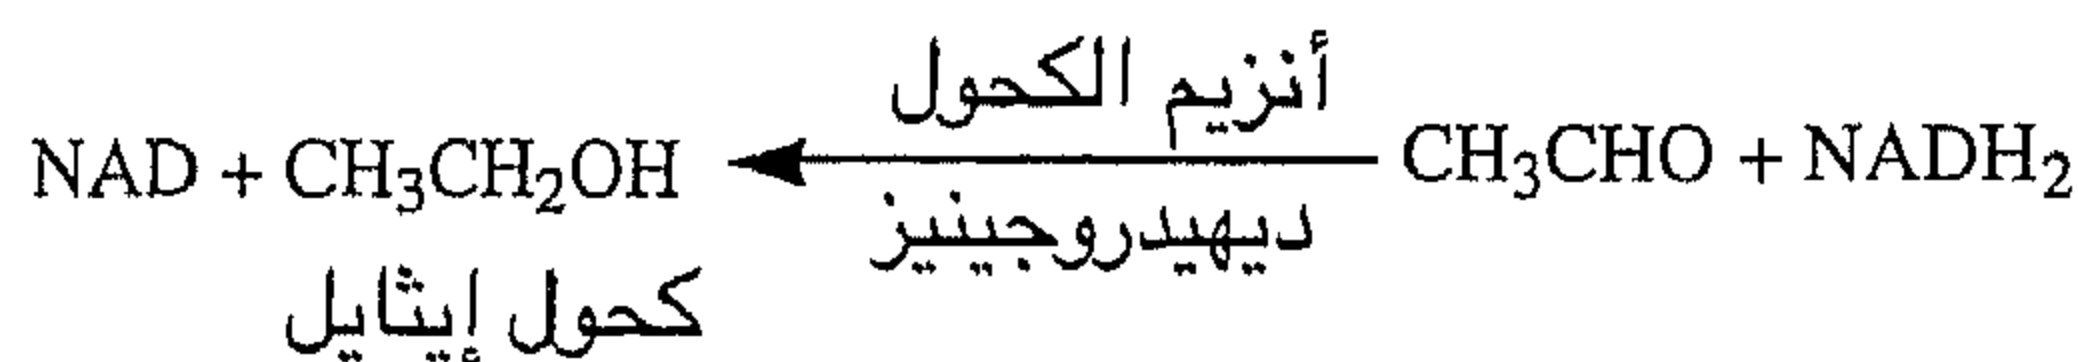 أنزيم الكحول
NAD + CH₃CH₂OH ← CH₃CHO + NADH₂
ديهيدروجينيز
كحول إيثايل